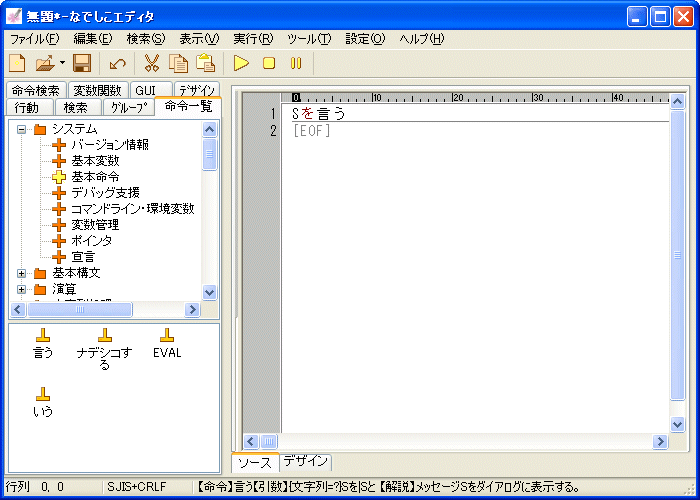 無題*-なでしこエディタ
ファイル(F) 編集(E) 検索(S) 表示(V) 実行(R) ツール(T) 設定(O) ヘルプ(H)
命令検索 変数関数 GUI ﾃﾞｻﾞｲﾝ
行動 検索 ｸﾞﾙｰﾌﾟ 命令一覧
システム
バージョン情報
基本変数
基本命令
デバッグ支援
コマンドライン・環境変数
変数管理
ポインタ
宣言
基本構文
演算
言う ナデシコする EVAL
いう
0 10 20 30 40
1 Sを言う
2 [EOF]
ソース デザイン
行列 0, 0 SJIS+CRLF 【命令】言う【引数】{文字列=?}Sを|Sと 【解説】メッセージSをダイアログに表示する。